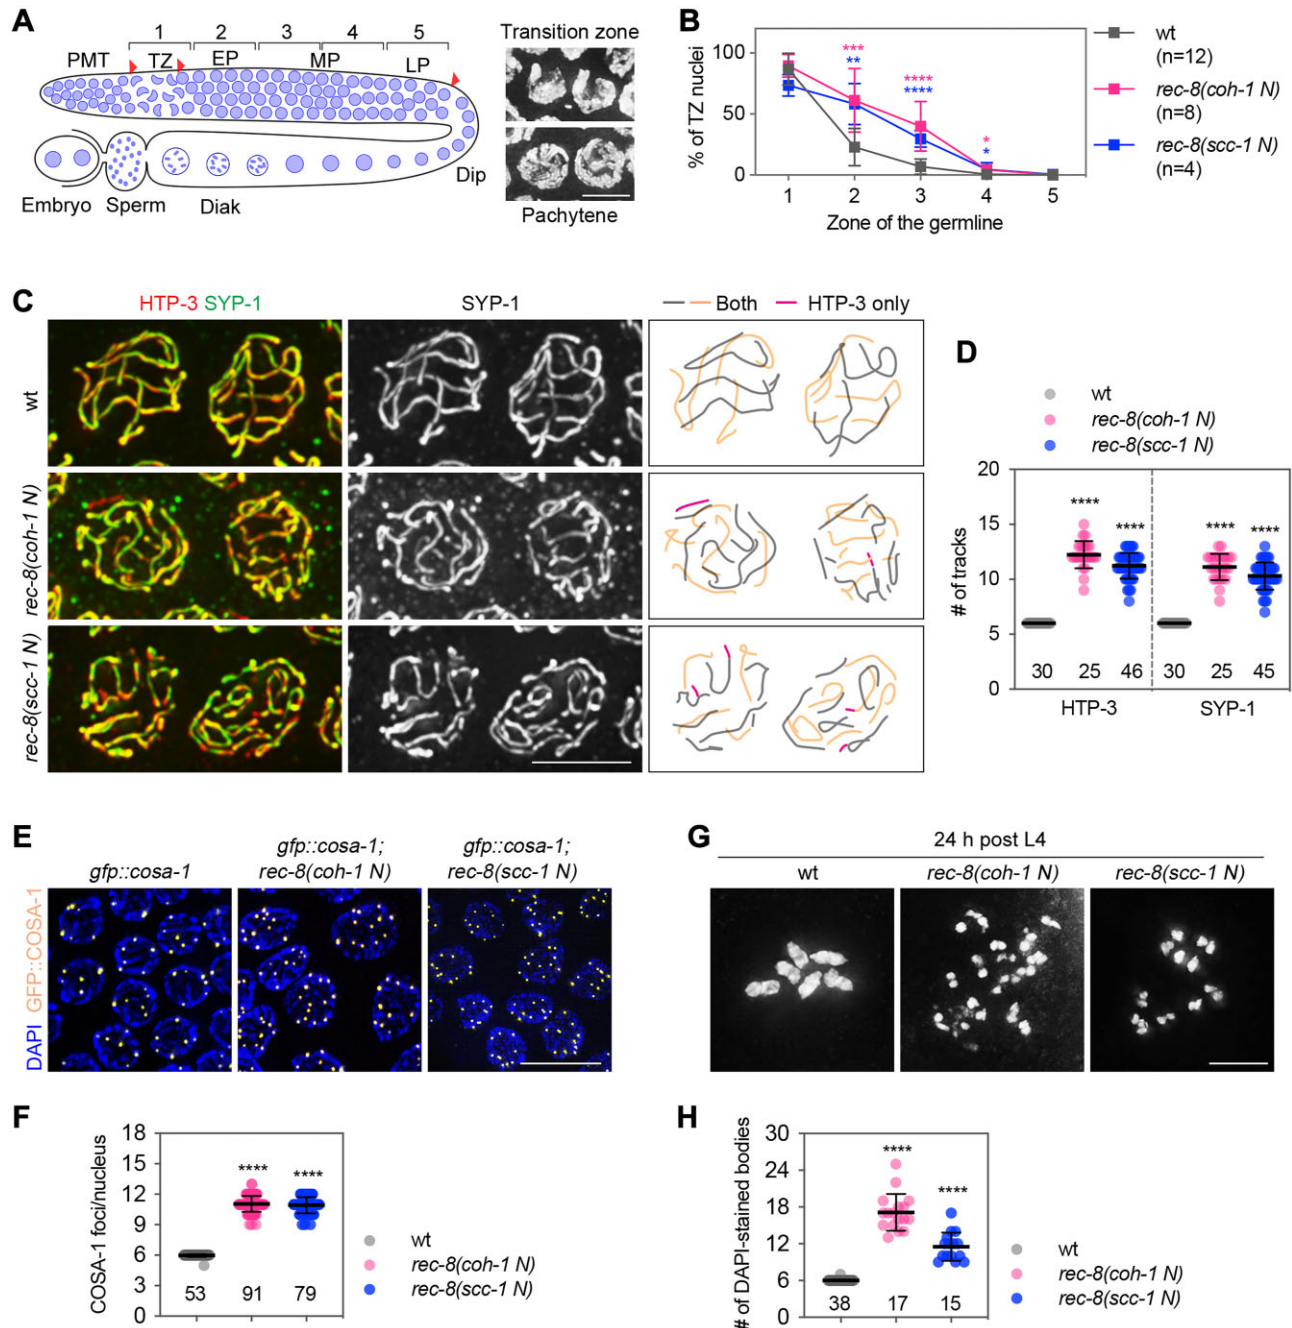 A
1 2 3 4 5
PMT TZ EP MP LP
Transition zone
Dip
Embryo Sperm Diak
Pachytene
B
% of TZ nuclei
100
50
0
***
**
****
****
*
*
1 2 3 4 5
Zone of the germline
wt
(n=12)
rec-8(coh-1 N)
(n=8)
rec-8(scc-1 N)
(n=4)
C
HTP-3 SYP-1
SYP-1
Both HTP-3 only
wt
rec-8(coh-1 N)
rec-8(scc-1 N)
D
wt
rec-8(coh-1 N)
rec-8(scc-1 N)
# of tracks
20
15
10
5
0
**** **** **** ****
30 25 46 30 25 45
HTP-3 SYP-1
E
gfp::cosa-1
gfp::cosa-1;
rec-8(coh-1 N)
gfp::cosa-1;
rec-8(scc-1 N)
DAPI GFP::COSA-1
F
COSA-1 foci/nucleus
18
15
12
9
6
3
0
**** ****
53 91 79
wt
rec-8(coh-1 N)
rec-8(scc-1 N)
G
24 h post L4
wt rec-8(coh-1 N) rec-8(scc-1 N)
H
# of DAPI-stained bodies
30
24
18
12
6
0
**** ****
38 17 15
wt
rec-8(coh-1 N)
rec-8(scc-1 N)